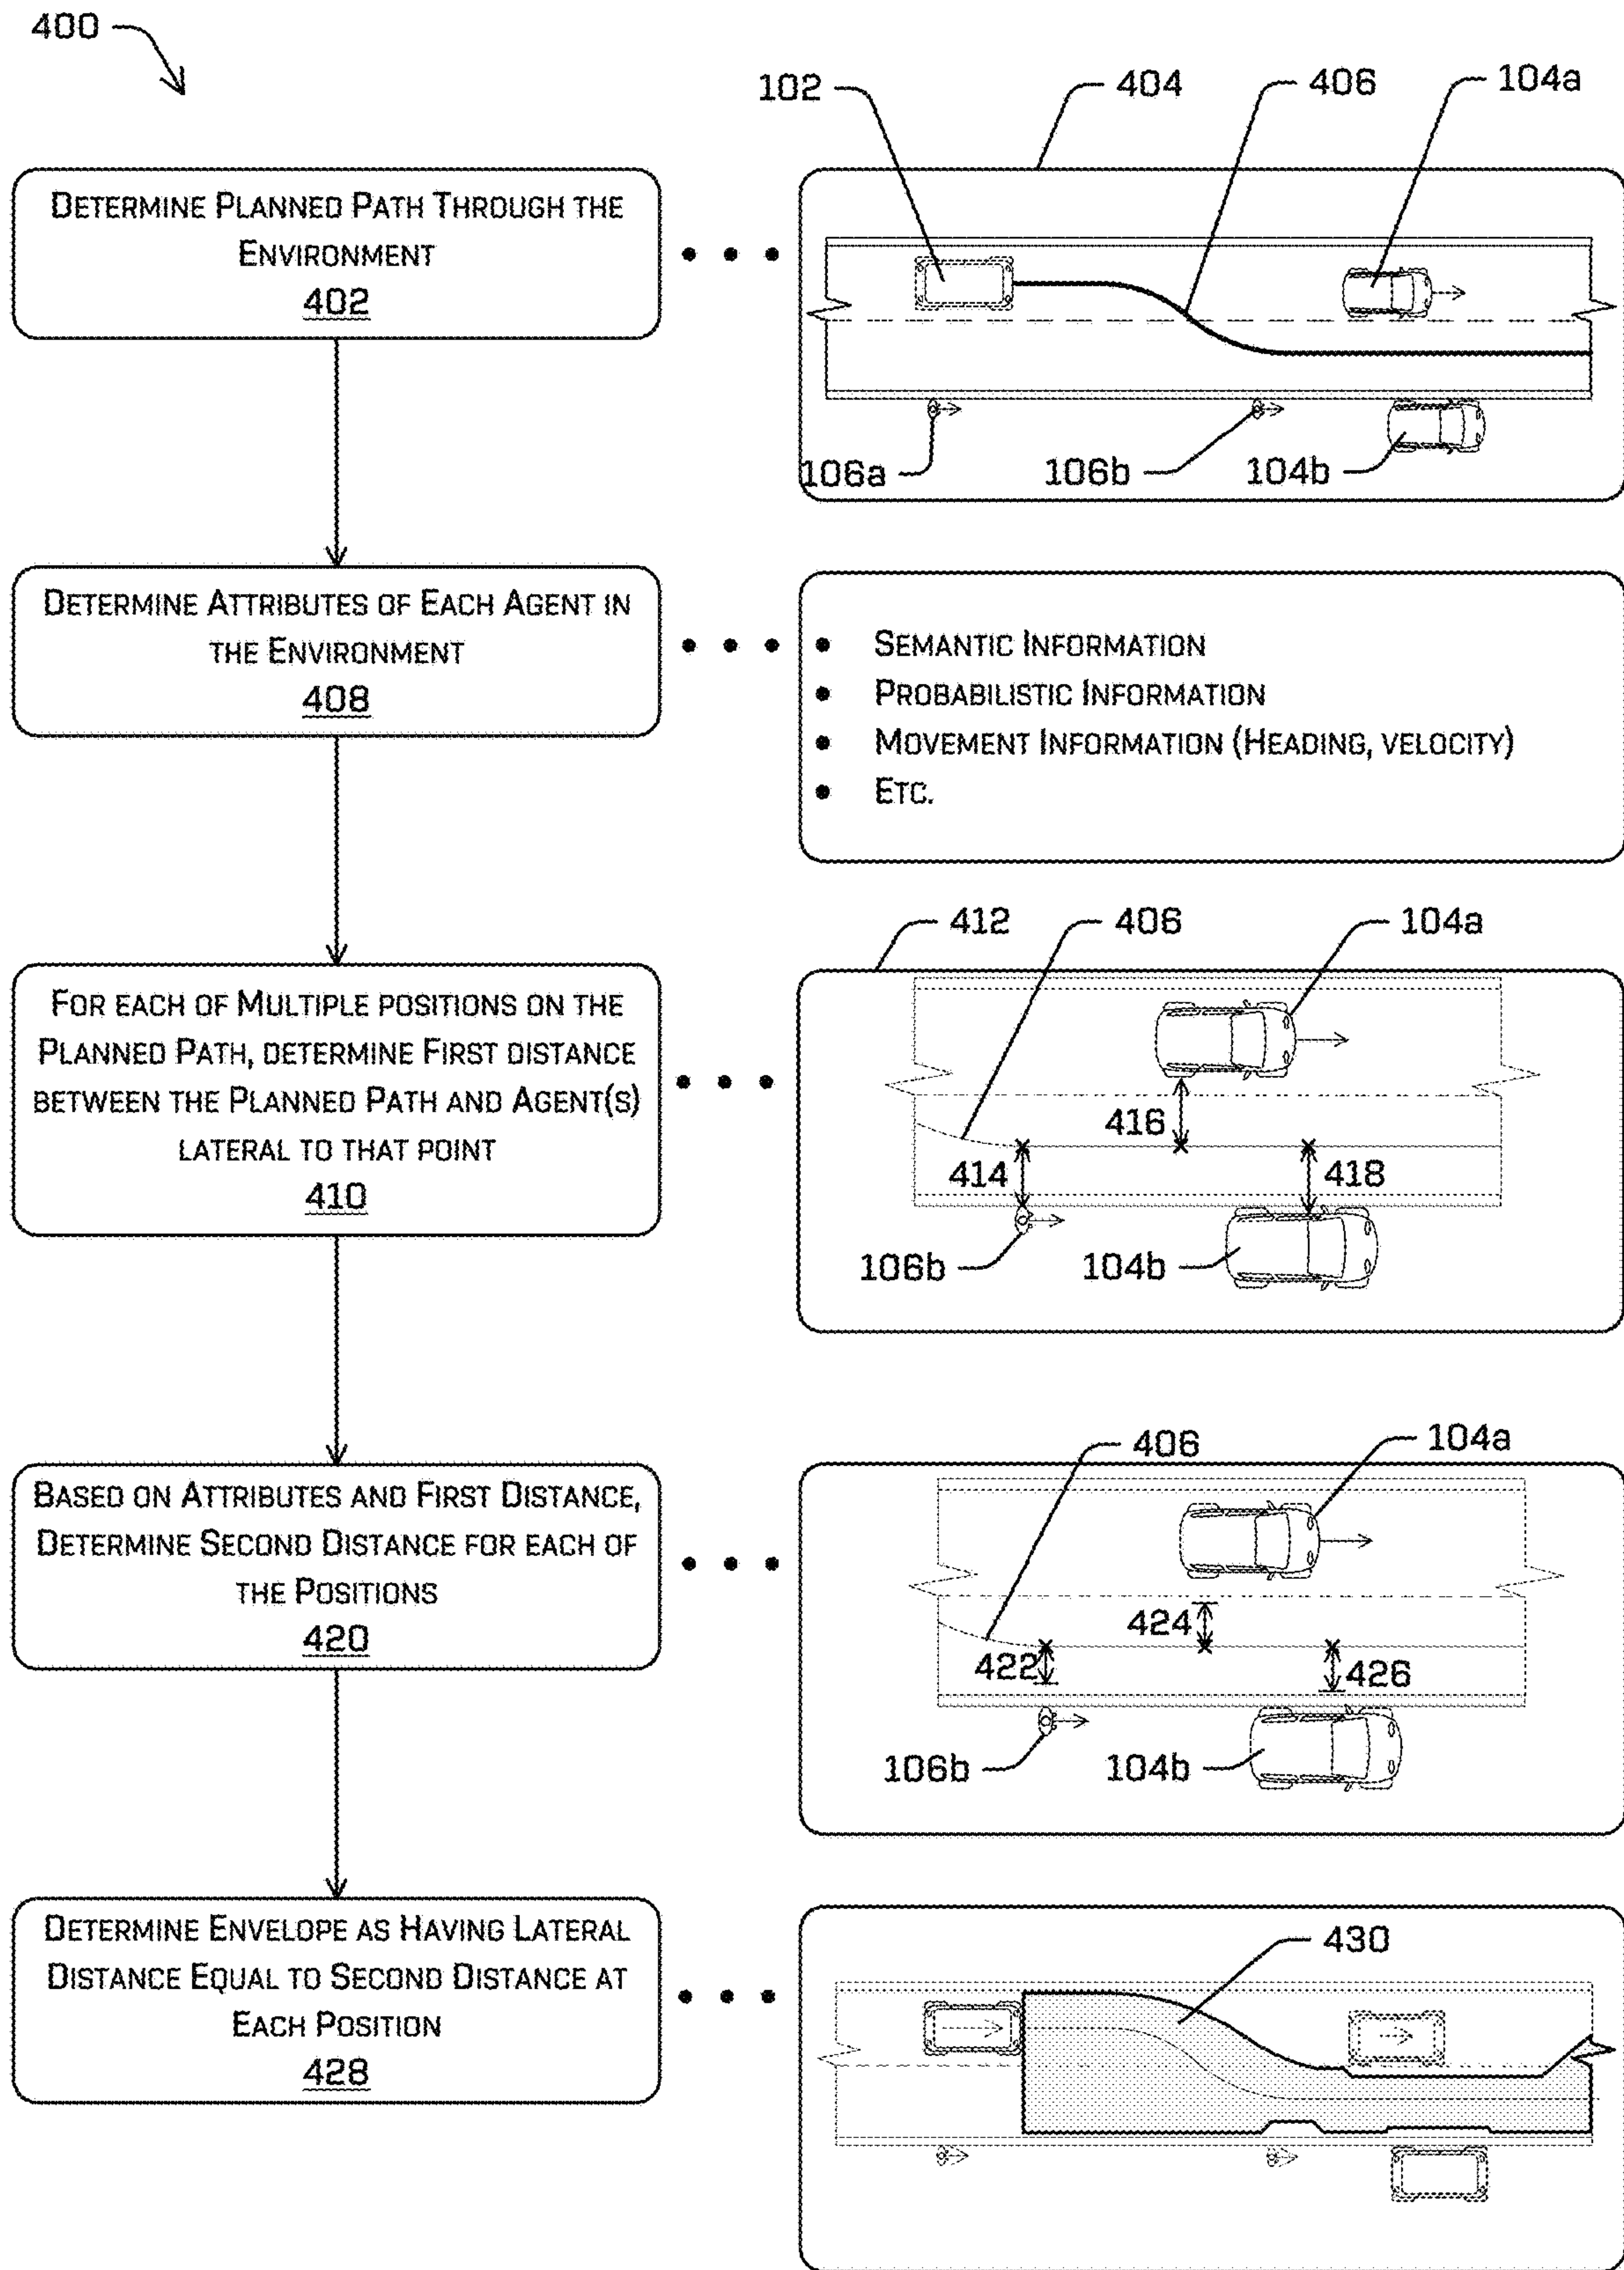 400
102
404
406
104a
DETERMINE PLANNED PATH THROUGH THE
ENVIRONMENT
402
106a
106b
104b
DETERMINE ATTRIBUTES OF EACH AGENT IN
THE ENVIRONMENT
408
• SEMANTIC INFORMATION
• PROBABILISTIC INFORMATION
• MOVEMENT INFORMATION (HEADING, VELOCITY)
• ETC.
412
406
104a
FOR EACH OF MULTIPLE POSITIONS ON THE
PLANNED PATH, DETERMINE FIRST DISTANCE
BETWEEN THE PLANNED PATH AND AGENT(S)
LATERAL TO THAT POINT
410
416
414
418
106b
104b
406
104a
BASED ON ATTRIBUTES AND FIRST DISTANCE,
DETERMINE SECOND DISTANCE FOR EACH OF
THE POSITIONS
420
424
422
426
106b
104b
DETERMINE ENVELOPE AS HAVING LATERAL
DISTANCE EQUAL TO SECOND DISTANCE AT
EACH POSITION
428
430